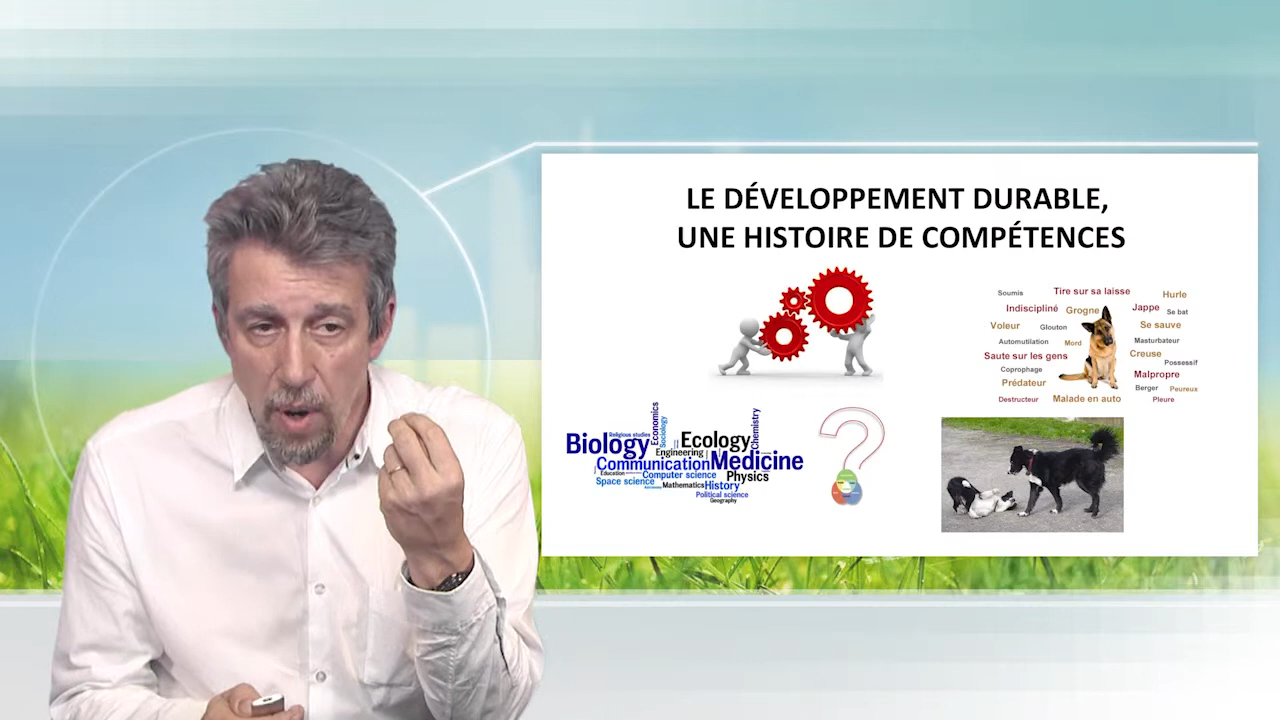 LE DÉVELOPPEMENT DURABLE,
UNE HISTOIRE DE COMPÉTENCES
Soumis
Tire sur sa laisse
Hurle
Indiscipliné
Grogne
Jappe
Se bat
Voleur
Glouton
Se sauve
Automutilation
Mord
Masturbateur
Saute sur les gens
Creuse
Possessif
Coprophage
Malpropre
Prédateur
Berger
Peureux
Destructeur
Malade en auto
Pleure
Economics
Sociology
Chemistry
Religious studies
Biology
Ecology
Engineering
Communication
Medicine
Education
Computer science
Physics
Space science
Mathematics
History
Political science
Geography